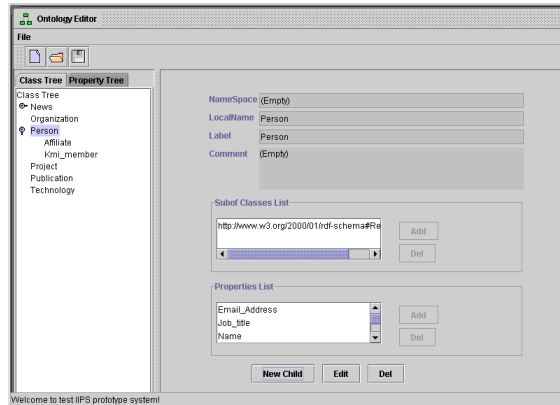 Ontology Editor
File
Class Tree Property Tree
Class Tree
News
Organization
Person
Affiliate
Kmi_member
Project
Publication
Technology
NameSpace (Empty)
LocalName Person
Label Person
Comment (Empty)
Subof Classes List
http://www.w3.org/2000/01/rdf-schema#Re
Add
Del
Properties List
Email_Address
Job_title
Name
Add
Del
New Child Edit Del
Welcome to test IIPS prototype system!